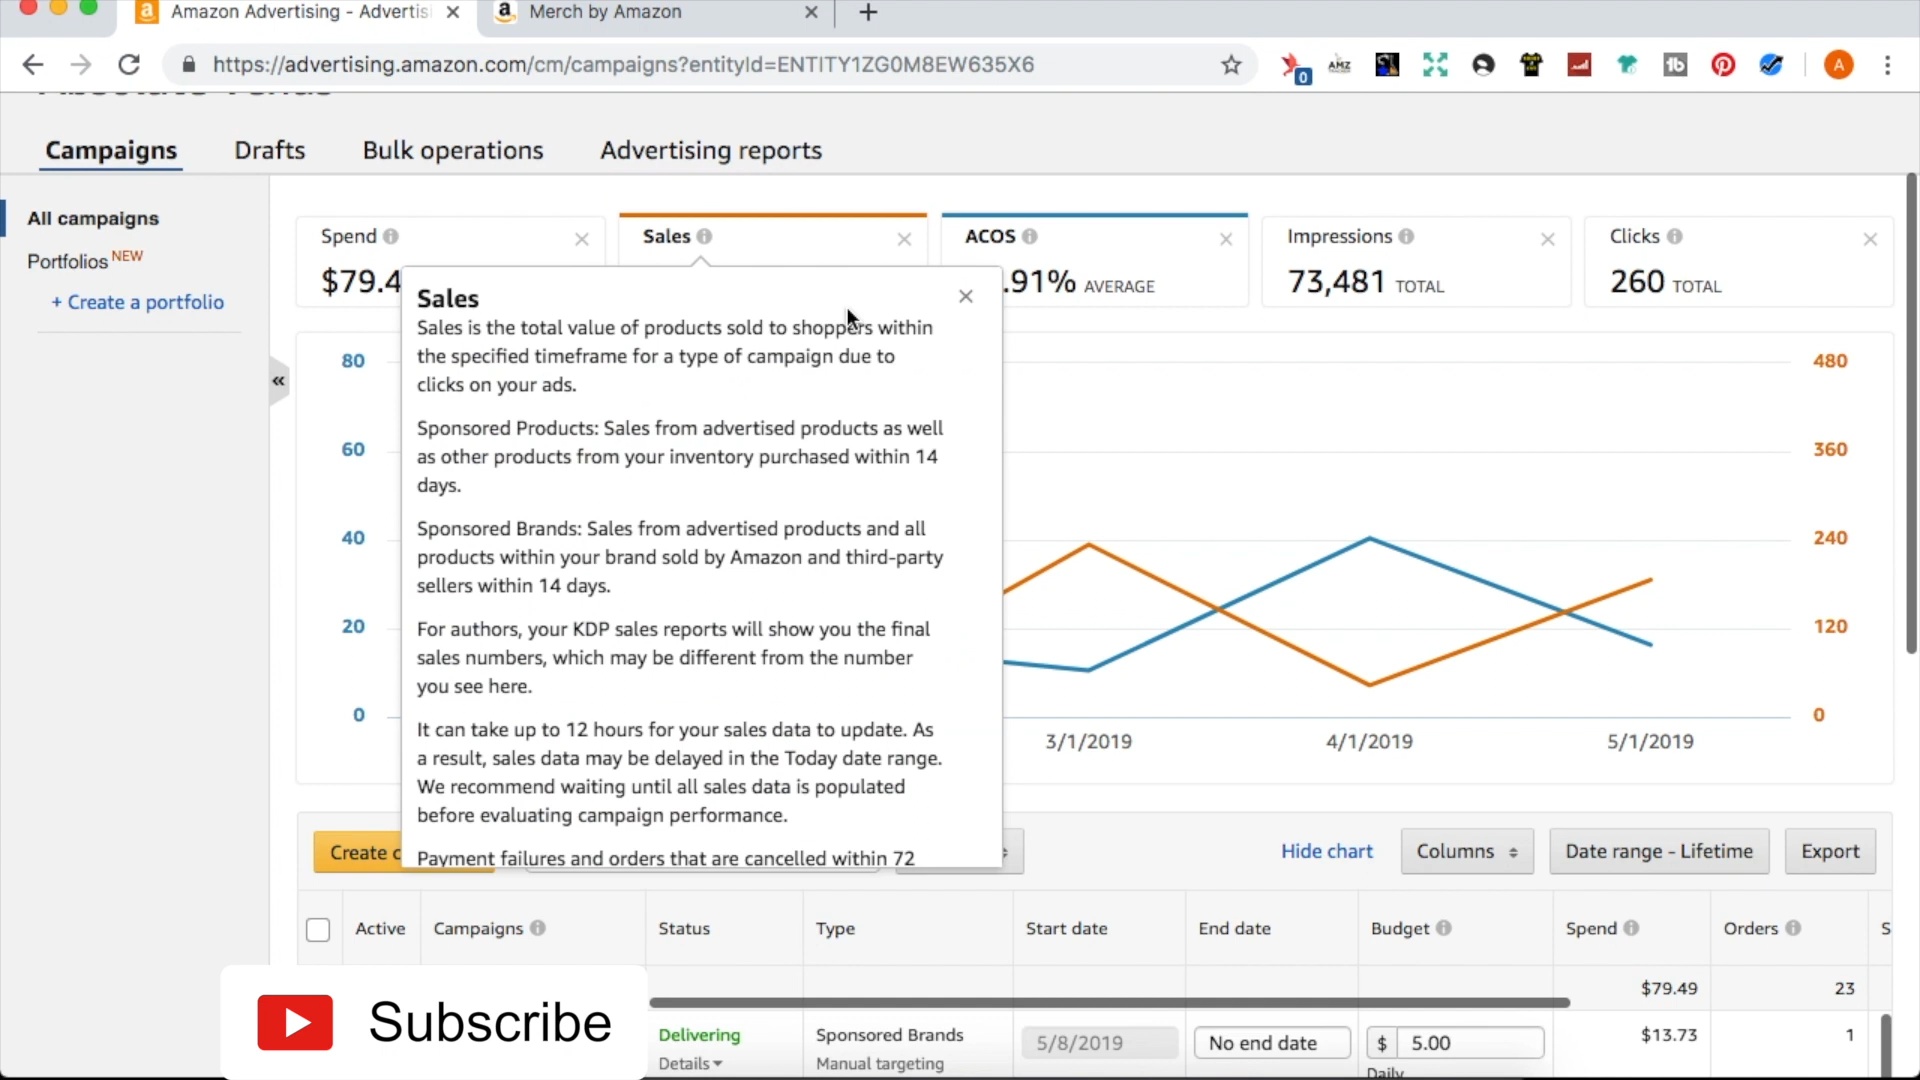 Amazon Advertising - Advertisi
Merch by Amazon
https://advertising.amazon.com/cm/campaigns?entityId=ENTITY1ZG0M8EW635X6
0
AMZ
A
Campaigns
Drafts
Bulk operations
Advertising reports
All campaigns
Portfolios NEW
+ Create a portfolio
«
Spend
$79.4
Sales
ACOS
.91% AVERAGE
Impressions
73,481 TOTAL
Clicks
260 TOTAL
Sales
Sales is the total value of products sold to shoppers within
the specified timeframe for a type of campaign due to
clicks on your ads.
Sponsored Products: Sales from advertised products as well
as other products from your inventory purchased within 14
days.
Sponsored Brands: Sales from advertised products and all
products within your brand sold by Amazon and third-party
sellers within 14 days.
For authors, your KDP sales reports will show you the final
sales numbers, which may be different from the number
you see here.
It can take up to 12 hours for your sales data to update. As
a result, sales data may be delayed in the Today date range.
We recommend waiting until all sales data is populated
before evaluating campaign performance.
Payment failures and orders that are cancelled within 72
80
60
40
20
0
480
360
240
120
0
3/1/2019
4/1/2019
5/1/2019
Create c
Hide chart
Columns
Date range - Lifetime
Export
Active
Campaigns
Status
Type
Start date
End date
Budget
Spend
Orders
S
$79.49
23
Delivering
Details
Sponsored Brands
Manual targeting
5/8/2019
No end date
$ 5.00
Daily
$13.73
1
Subscribe